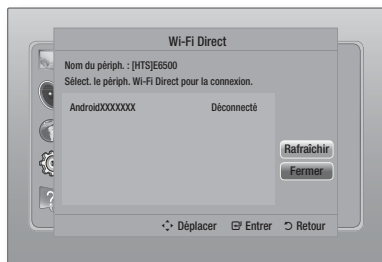 Wi-Fi Direct
Nom du périph. : [HTS]E6500
Sélect. le périph. Wi-Fi Direct pour la connexion.
AndroidXXXXXXX Déconnecté
Rafraîchir
Fermer
Déplacer Entrer Retour